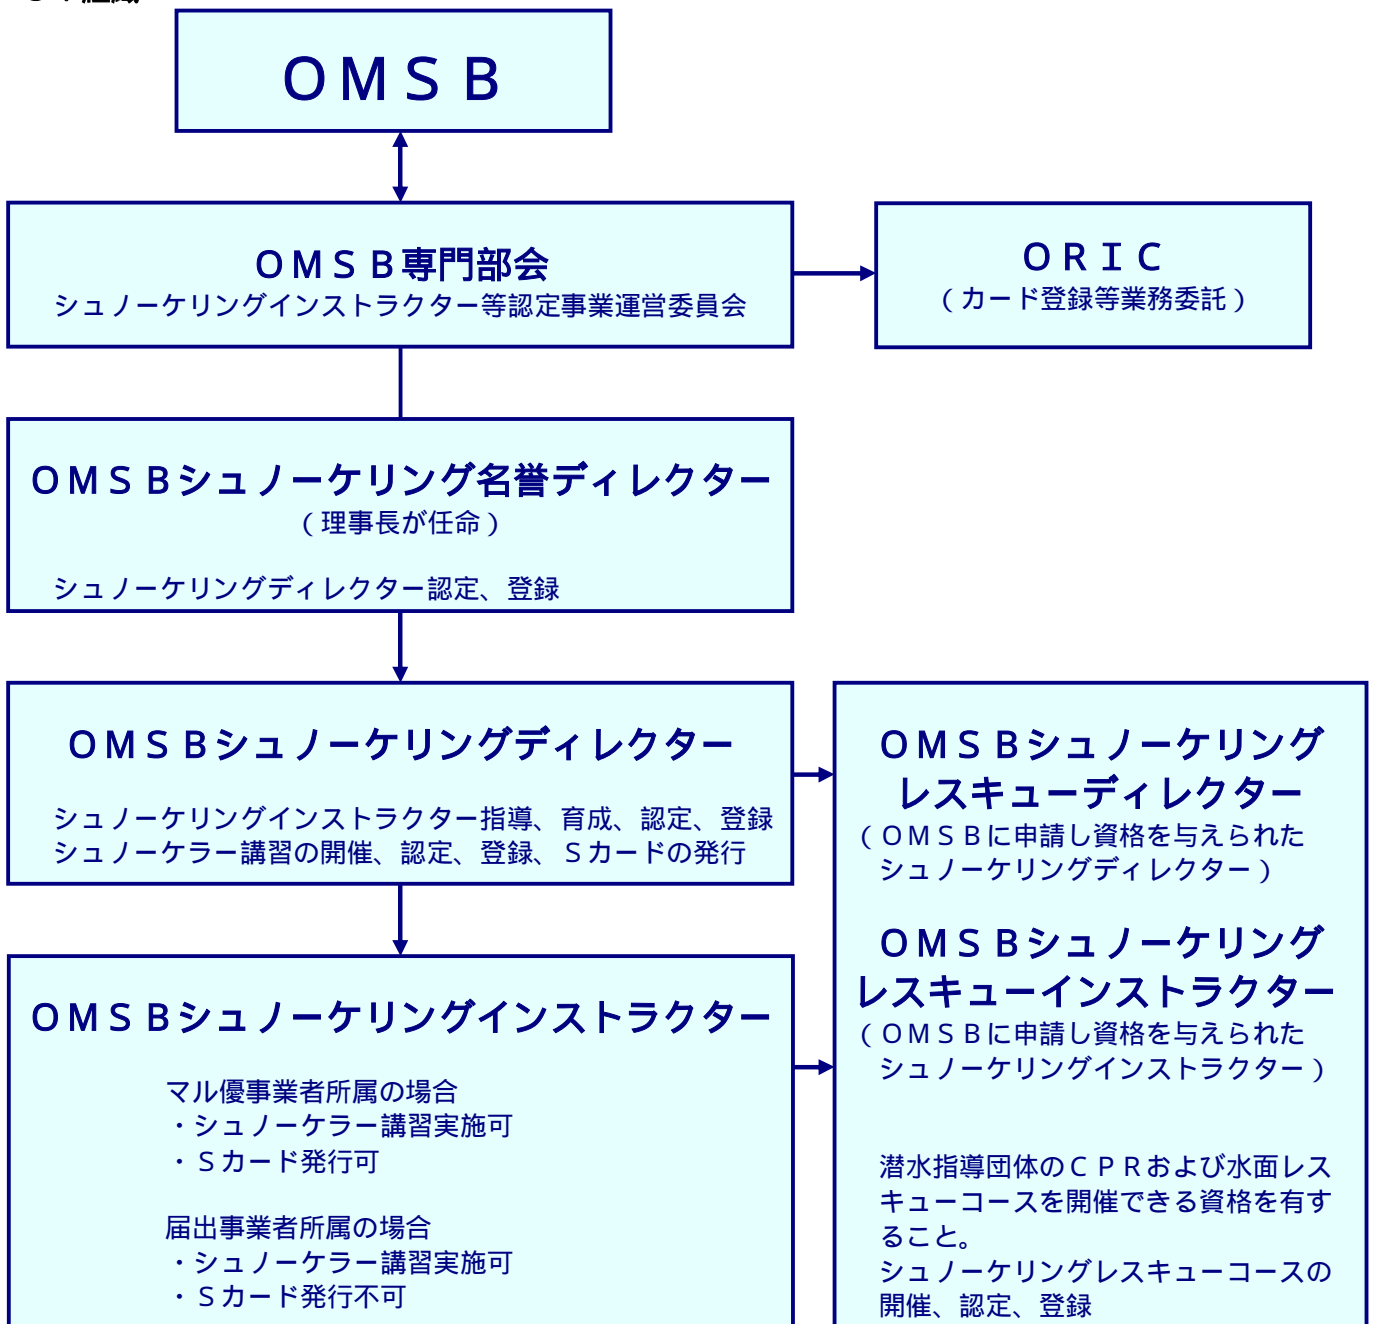 ＯＭＳＢ
ＯＭＳＢ専門部会
シュノーケリングインストラクター等認定事業運営委員会
ＯＲＩＣ
（カード登録等業務委託）
ＯＭＳＢシュノーケリング名誉ディレクター
（理事長が任命）
シュノーケリングディレクター認定、登録
ＯＭＳＢシュノーケリングディレクター
シュノーケリングインストラクター指導、育成、認定、登録
シュノーケラー講習の開催、認定、登録、Ｓカードの発行
ＯＭＳＢシュノーケリングインストラクター
マル優事業者所属の場合
・シュノーケラー講習実施可
・Ｓカード発行可
届出事業者所属の場合
・シュノーケラー講習実施可
・Ｓカード発行不可
ＯＭＳＢシュノーケリング
レスキューディレクター
（ＯＭＳＢに申請し資格を与えられた
シュノーケリングディレクター）
ＯＭＳＢシュノーケリング
レスキューインストラクター
（ＯＭＳＢに申請し資格を与えられた
シュノーケリングインストラクター）
潜水指導団体のＣＰＲおよび水面レス
キューコースを開催できる資格を有す
ること。
シュノーケリングレスキューコースの
開催、認定、登録